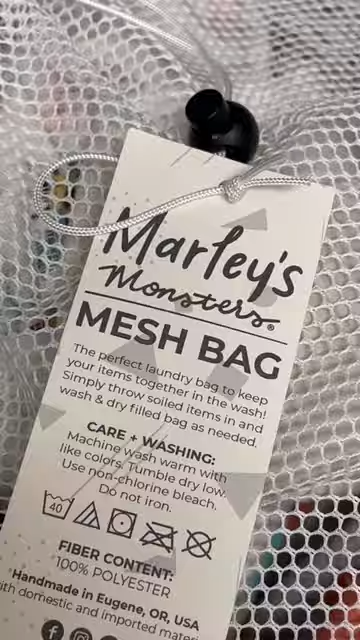 Marley's
Monsters®
MESH BAG
The perfect laundry bag to keep
your items together in the wash!
Simply throw soiled items in and
wash & dry filled bag as needed.
CARE + WASHING:
Machine wash warm with
like colors. Tumble dry low.
Use non-chlorine bleach.
Do not iron.
40
FIBER CONTENT:
100% POLYESTER
Handmade in Eugene, OR, USA
with domestic and imported